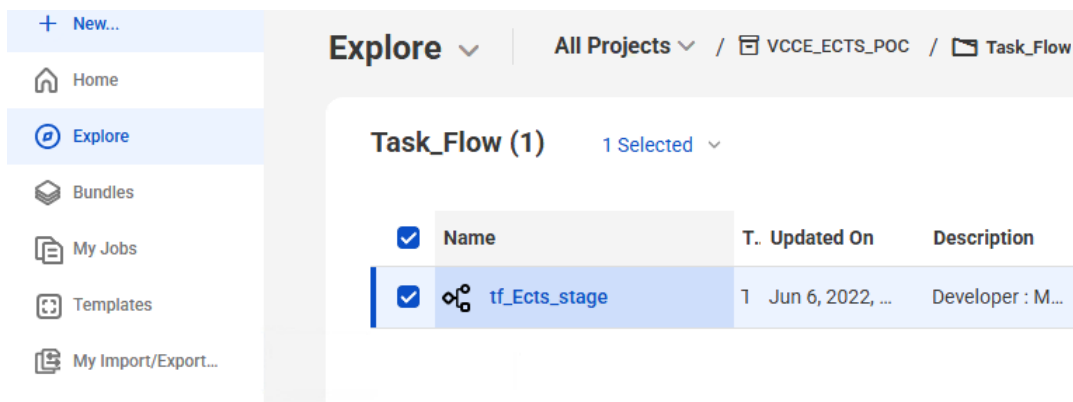 New...
Home
Explore
Bundles
My Jobs
Templates
My Import/Export...
Explore
All Projects / VCCE_ECTS_POC / Task_Flow
Task_Flow (1) 1 Selected
Name T.. Updated On Description
tf_Ects_stage 1 Jun 6, 2022, ... Developer : M...